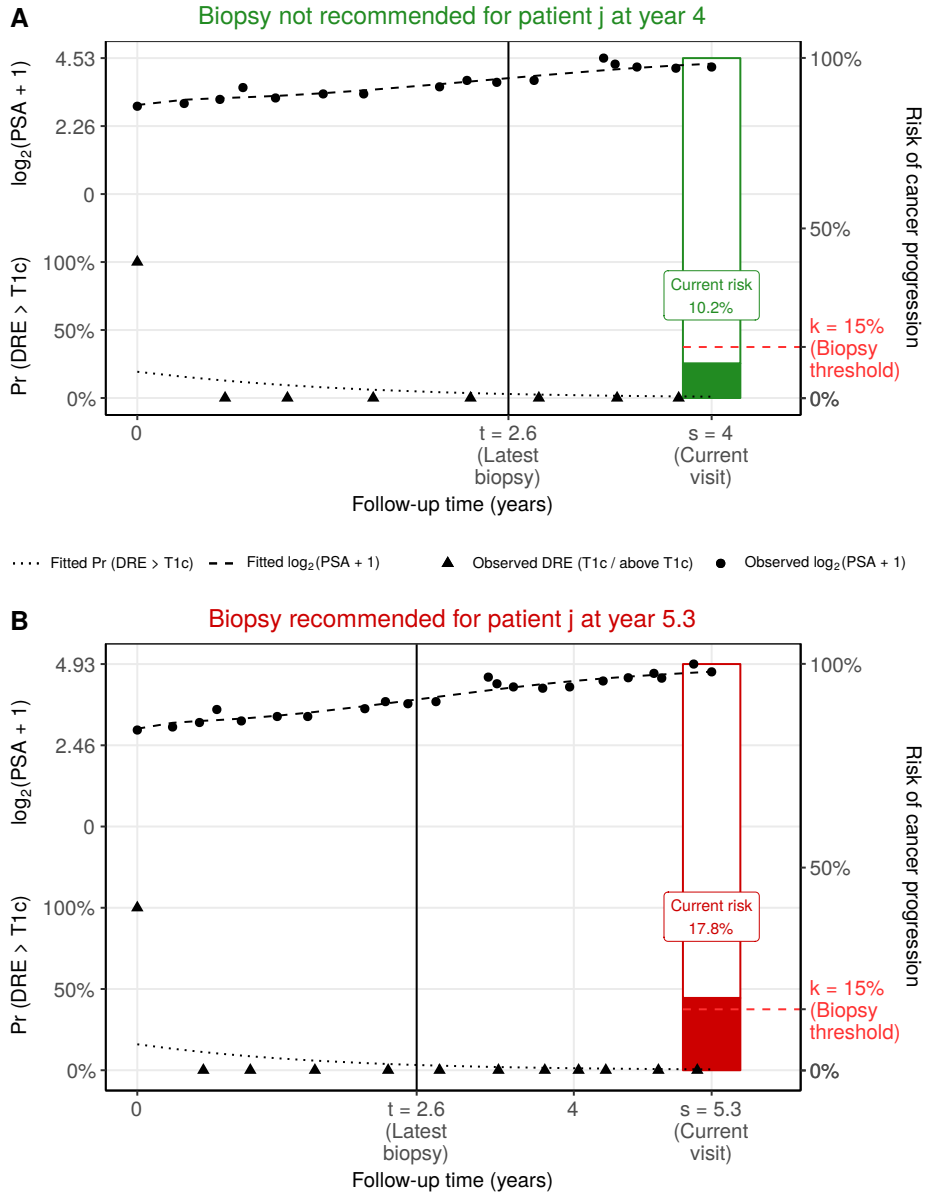 A
Biopsy not recommended for patient j at year 4
log2(PSA + 1)
Pr (DRE > T1c)
4.53
2.26
0
100%
50%
0%
Current risk
10.2%
100%
50%
k = 15%
(Biopsy
threshold)
0%
Risk of cancer progression
0
t = 2.6
(Latest
biopsy)
s = 4
(Current
visit)
Follow-up time (years)
Fitted Pr (DRE > T1c)
Fitted log2(PSA + 1)
Observed DRE (T1c / above T1c)
Observed log2(PSA + 1)
B
Biopsy recommended for patient j at year 5.3
log2(PSA + 1)
Pr (DRE > T1c)
4.93
2.46
0
100%
50%
0%
Current risk
17.8%
100%
50%
k = 15%
(Biopsy
threshold)
0%
Risk of cancer progression
0
t = 2.6
(Latest
biopsy)
4
s = 5.3
(Current
visit)
Follow-up time (years)